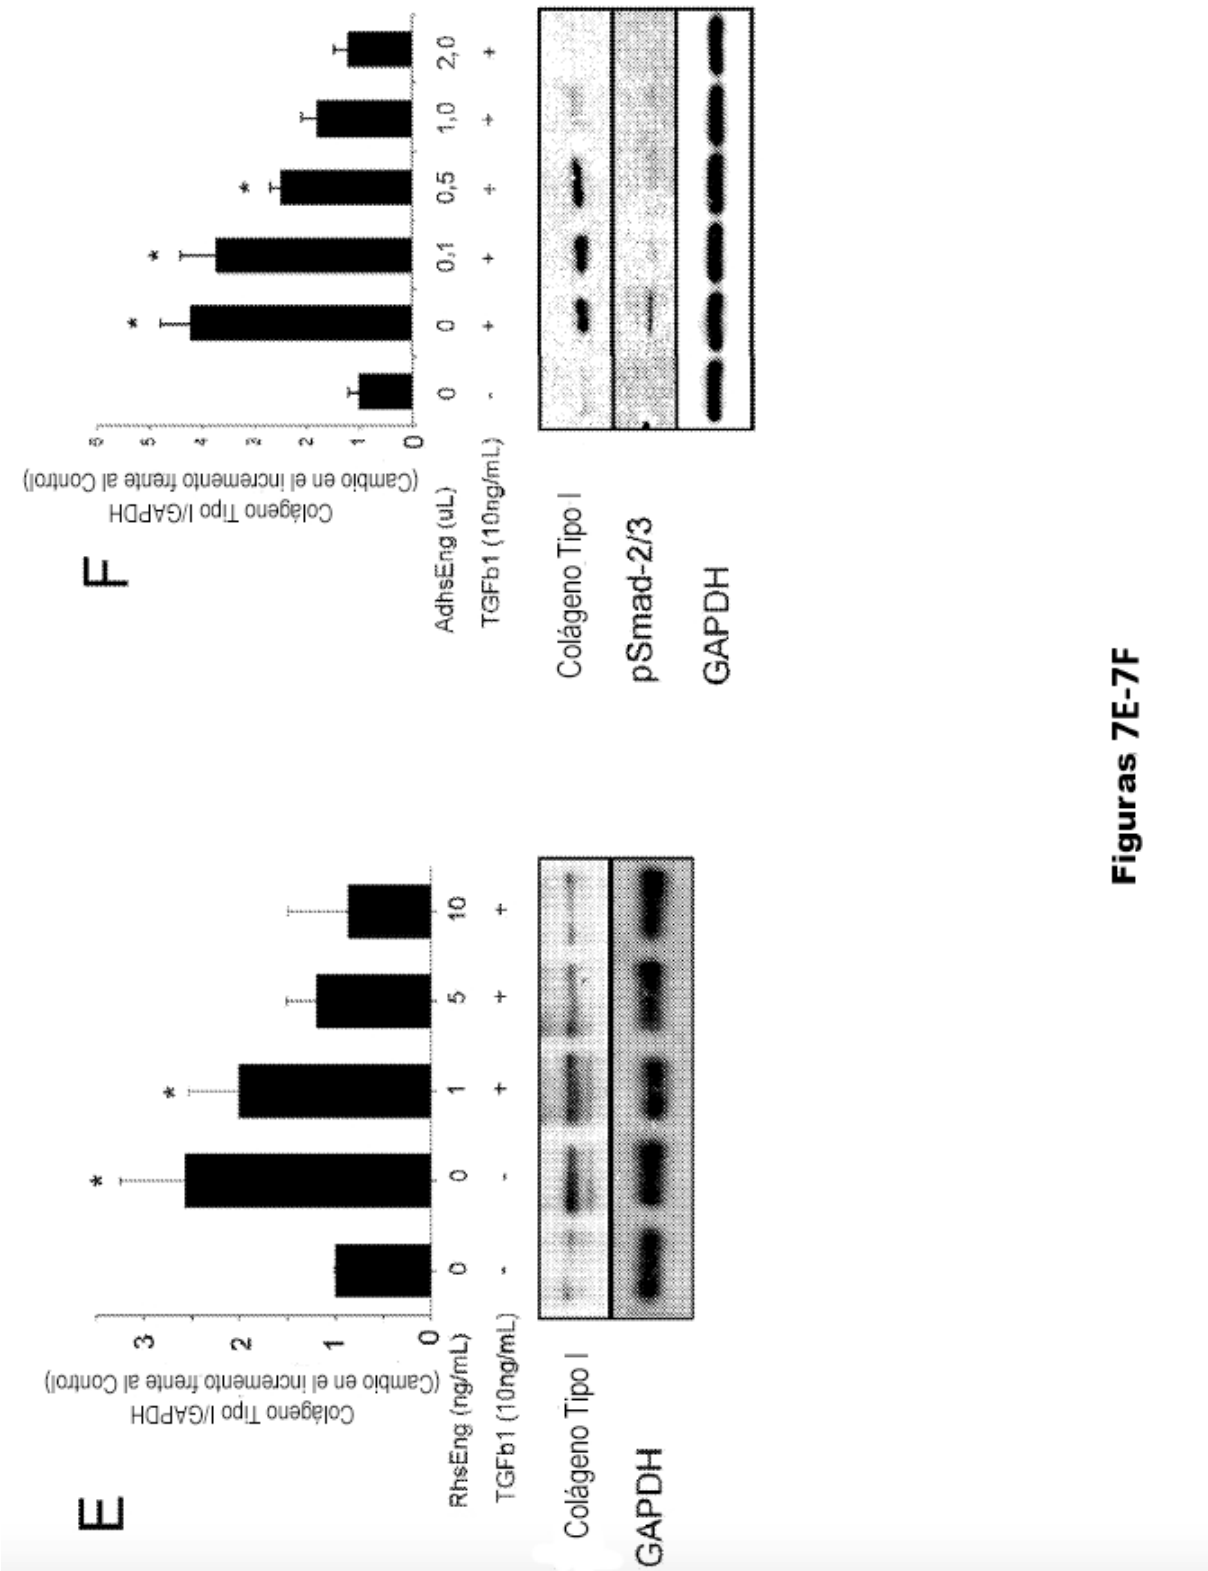 E
Colágeno Tipo I/GAPDH
(Cambio en el incremento frente al Control)
3
2
1
0
* *
RhsEng (ng/mL) 0 0 1 5 10
TGFb1 (10ng/mL) - - + + +
Colágeno Tipo I
GAPDH
F
Colágeno Tipo I/GAPDH
(Cambio en el incremento frente al Control)
5
4
2
1
0
* * *
AdhsEng (uL) 0 0 0,1 0,5 1,0 2,0
TGFb1 (10ng/mL) - + + + + +
Colágeno Tipo I
pSmad-2/3
GAPDH
Figuras 7E-7F